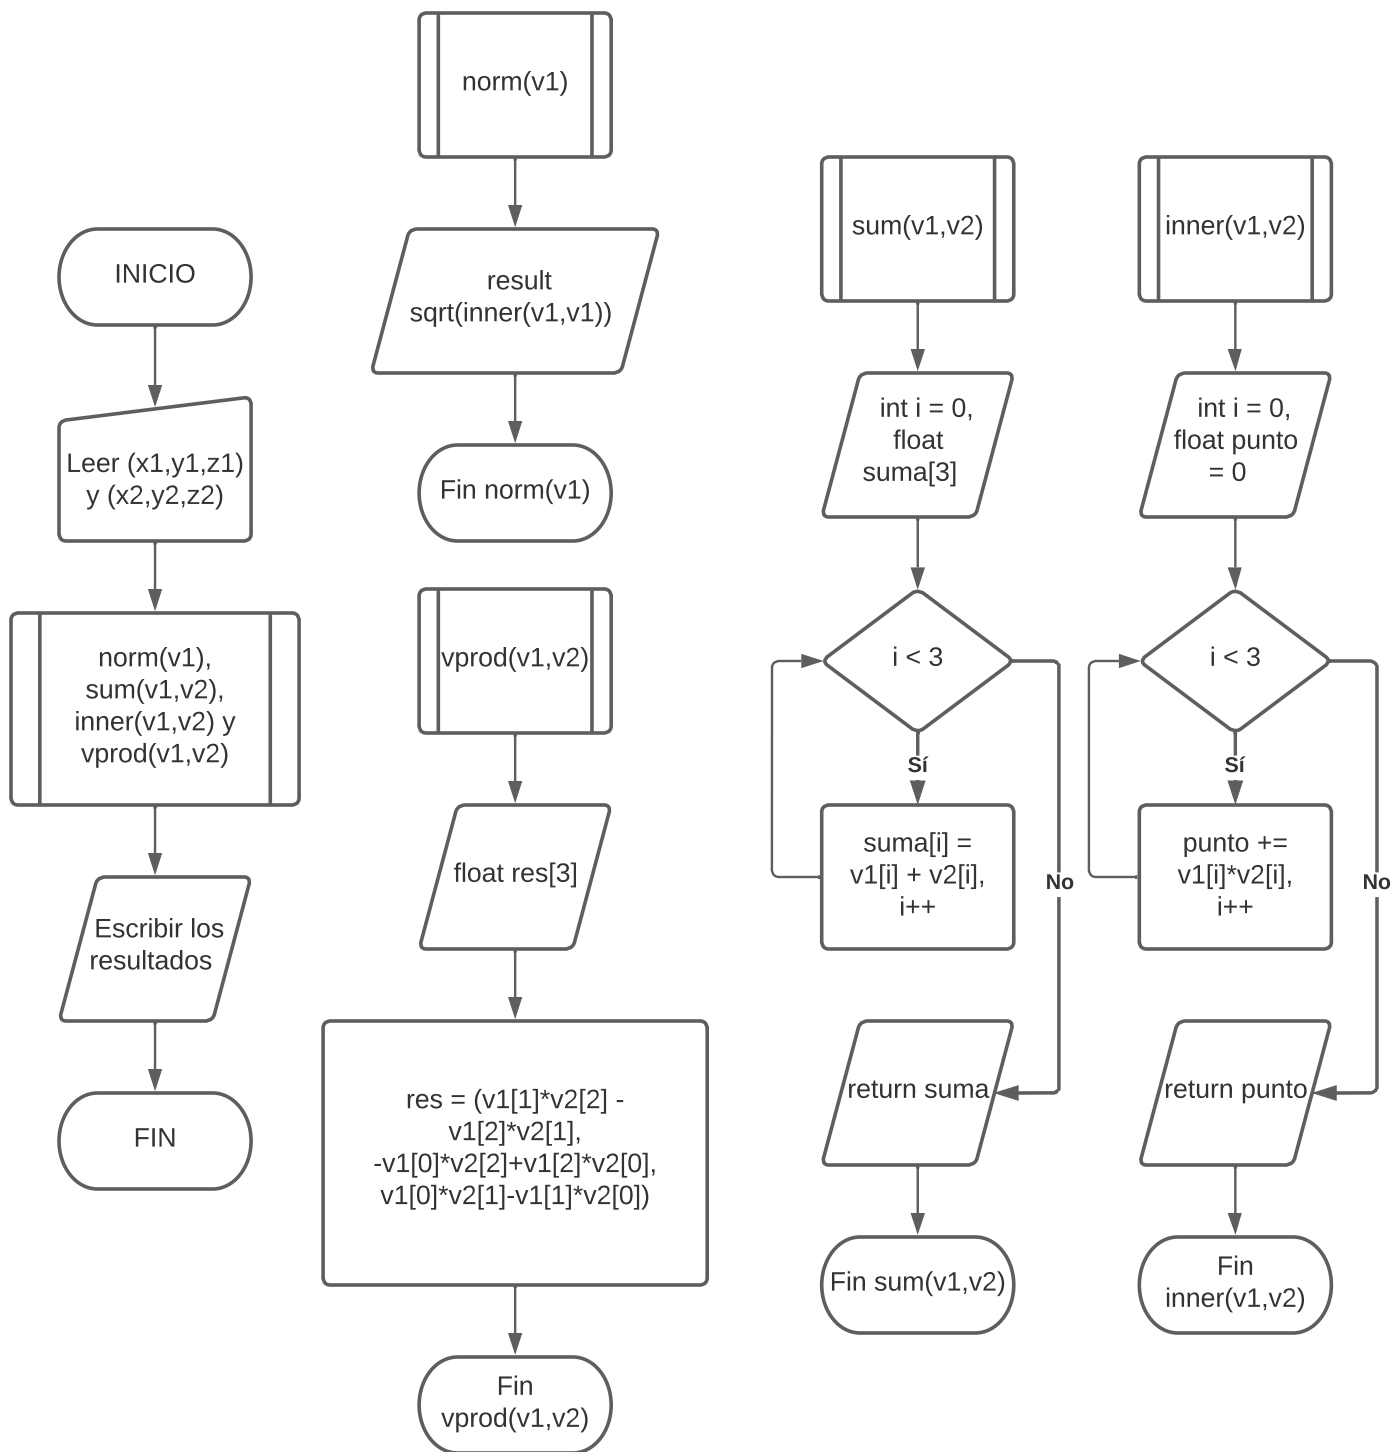 INICIO
Leer (x1,y1,z1)
y (x2,y2,z2)
norm(v1),
sum(v1,v2),
inner(v1,v2) y
vprod(v1,v2)
Escribir los
resultados
FIN
norm(v1)
result
sqrt(inner(v1,v1))
Fin norm(v1)
vprod(v1,v2)
float res[3]
res = (v1[1]*v2[2] -
v1[2]*v2[1],
-v1[0]*v2[2]+v1[2]*v2[0],
v1[0]*v2[1]-v1[1]*v2[0])
Fin
vprod(v1,v2)
sum(v1,v2)
int i = 0,
float
suma[3]
i < 3
Sí
suma[i] =
v1[i] + v2[i],
i++
No
return suma
Fin sum(v1,v2)
inner(v1,v2)
int i = 0,
float punto
= 0
i < 3
Sí
punto +=
v1[i]*v2[i],
i++
No
return punto
Fin
inner(v1,v2)